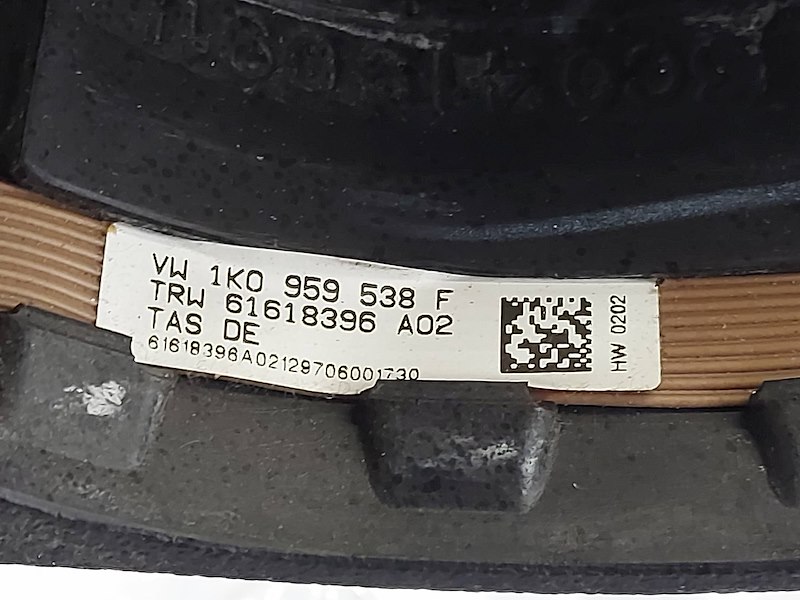 VW 1K0 959 538 F
TRW 61618396 A02
TAS DE
61618396A02129706001730
HW 0202